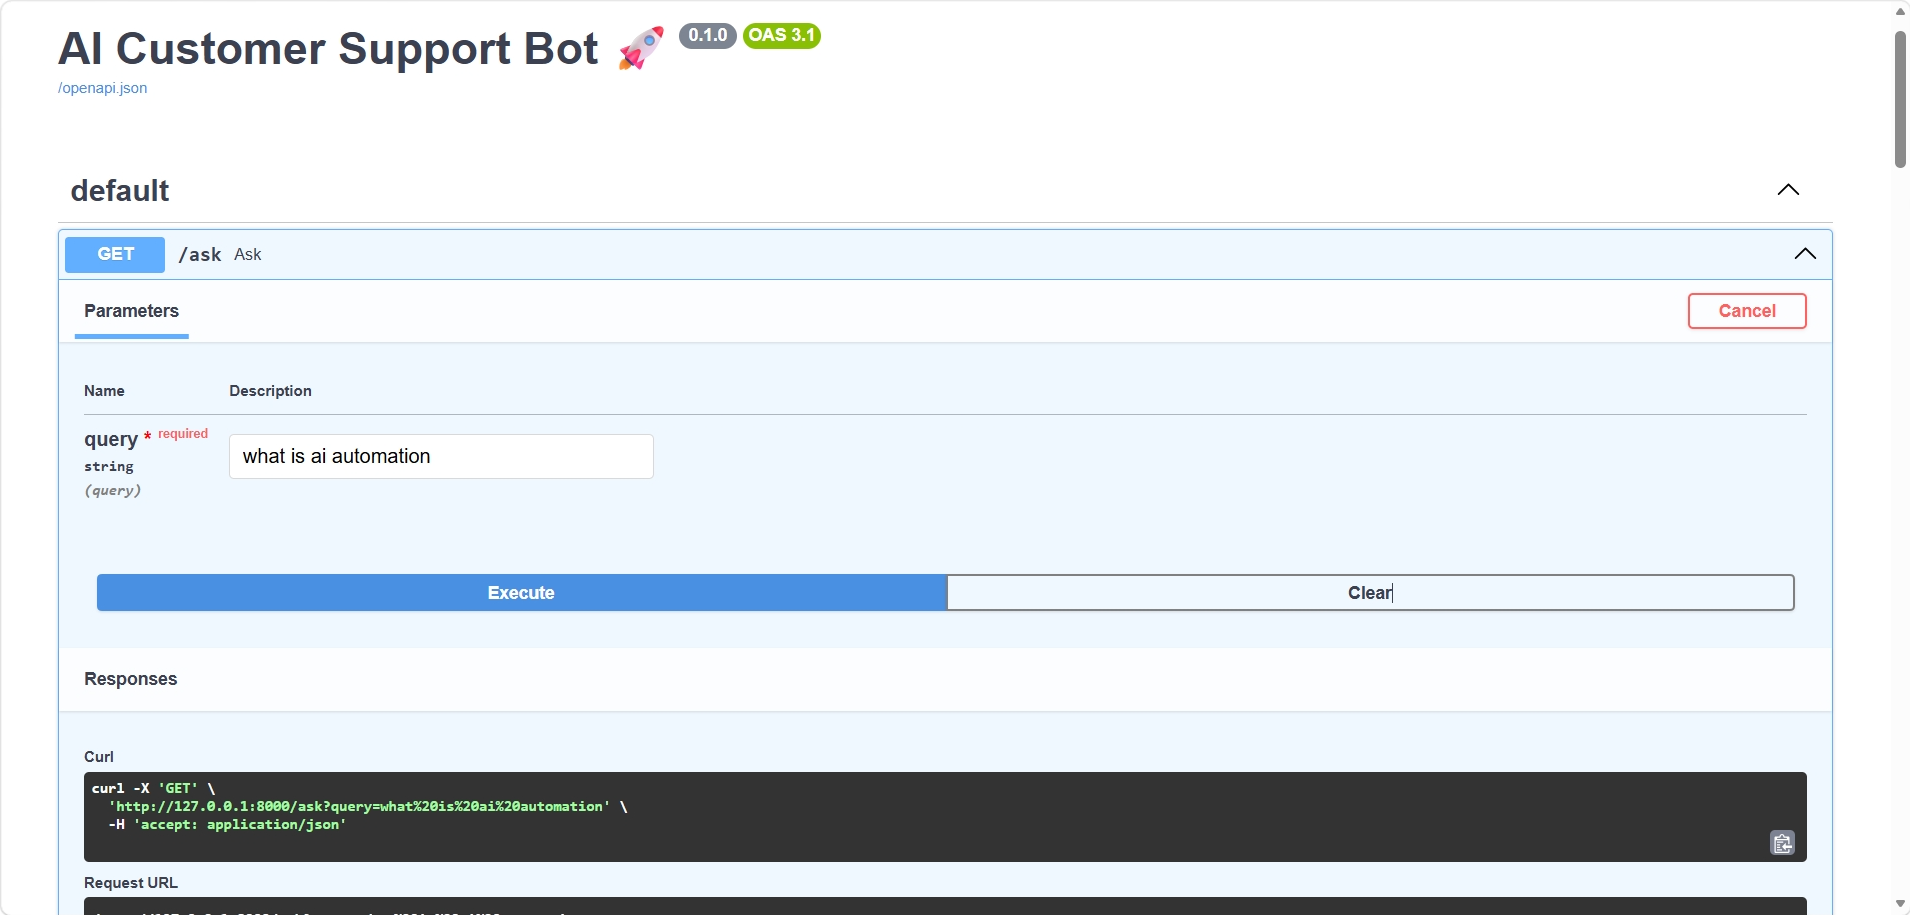 AI Customer Support Bot 🚀 0.1.0 OAS 3.1
/openapi.json
default
GET /ask Ask
Parameters
Cancel
Name Description
query * required
string
(query)
what is ai automation
Execute Clear
Responses
Curl
curl -X 'GET' \
'http://127.0.0.1:8000/ask?query=what%20is%20ai%20automation' \
-H 'accept: application/json'
Request URL